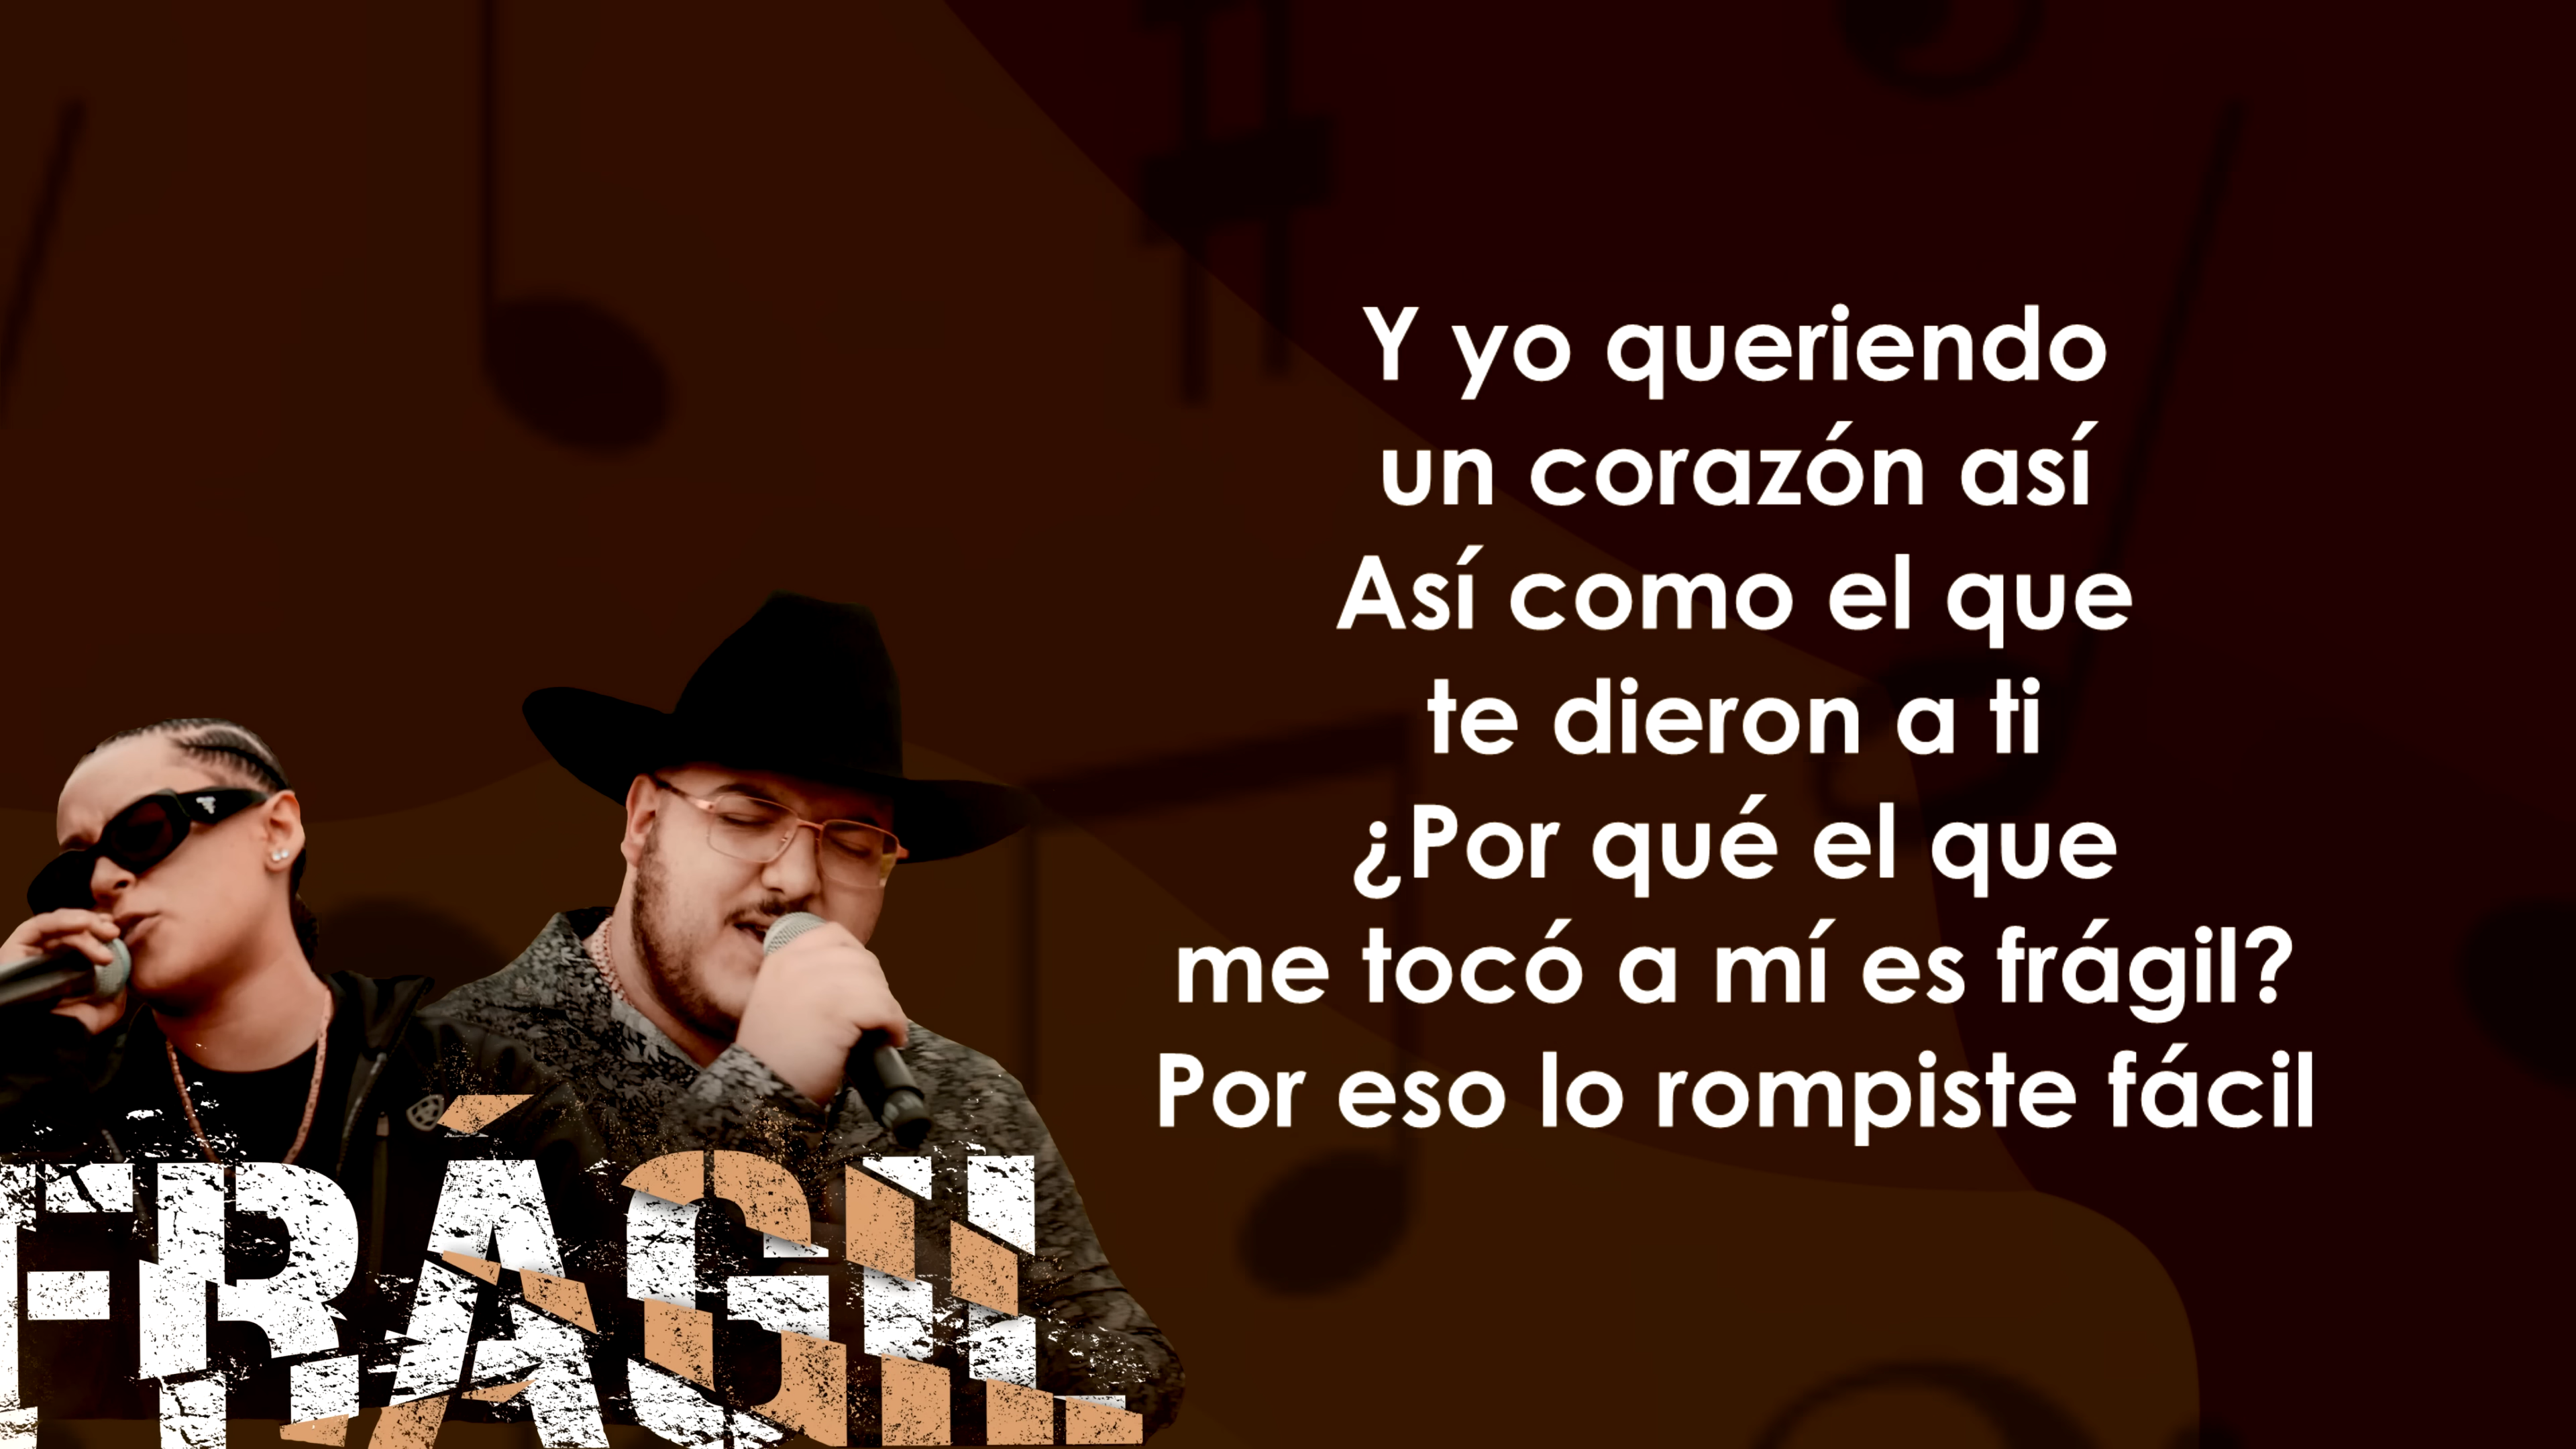 Y yo queriendo
un corazón así
Así como el que
te dieron a ti
¿Por qué el que
me tocó a mí es frágil?
Por eso lo rompiste fácil
FRÁGIL